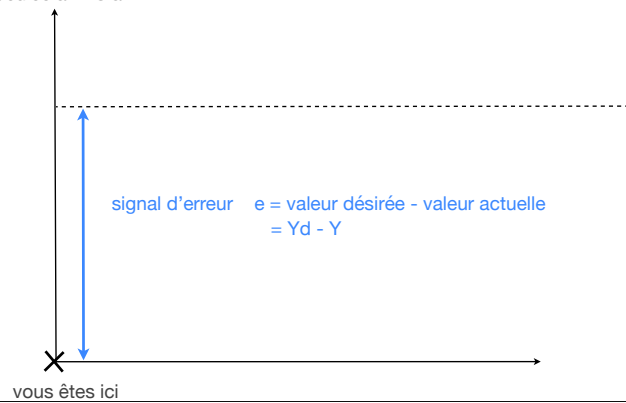 signal d'erreur    e = valeur désirée - valeur actuelle
= Yd - Y
vous êtes ici